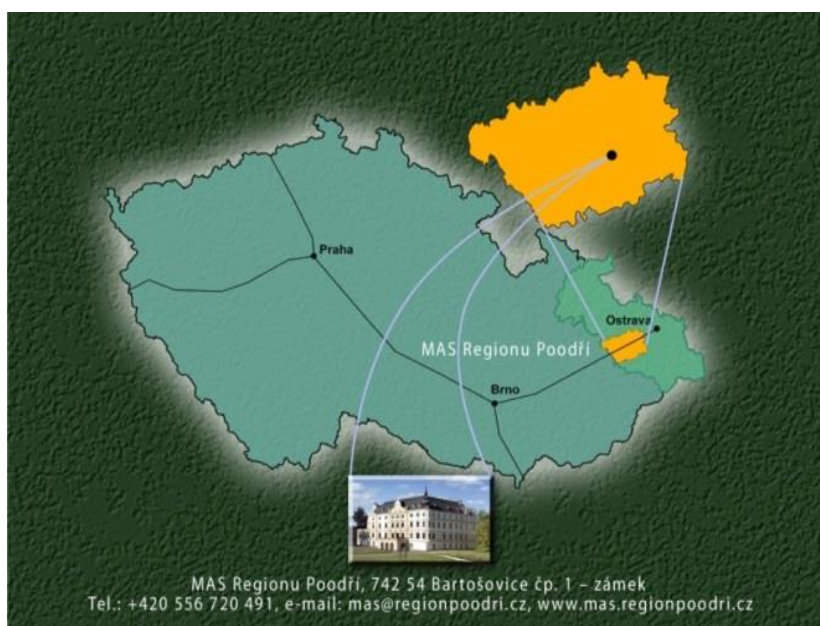 Praha
Ostrava
MAS Regionu Poodří
Brno
MAS Regionu Poodří, 742 54 Bartošovice čp. 1 – zámek
Tel.: +420 556 720 491, e-mail: mas@regionpoodri.cz, www.mas.regionpoodri.cz